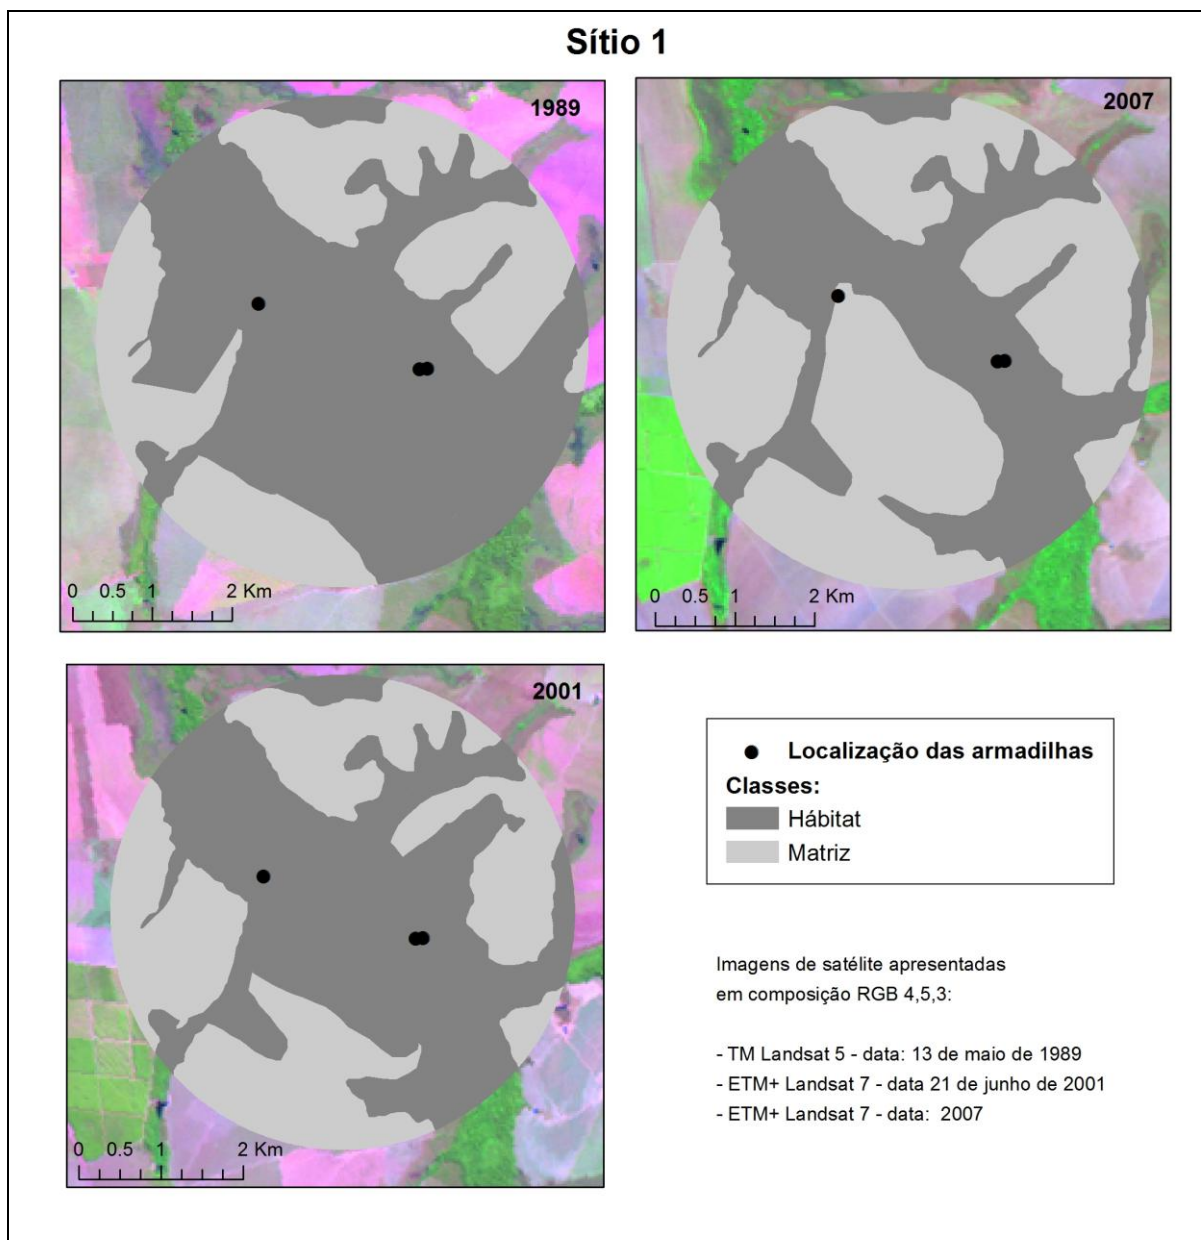 Sítio 1
1989
0 0.5 1 2 Km
2007
0 0.5 1 2 Km
2001
0 0.5 1 2 Km
Localização das armadilhas
Classes:
Hábitat
Matriz
Imagens de satélite apresentadas
em composição RGB 4,5,3:
- TM Landsat 5 - data: 13 de maio de 1989
- ETM+ Landsat 7 - data 21 de junho de 2001
- ETM+ Landsat 7 - data: 2007